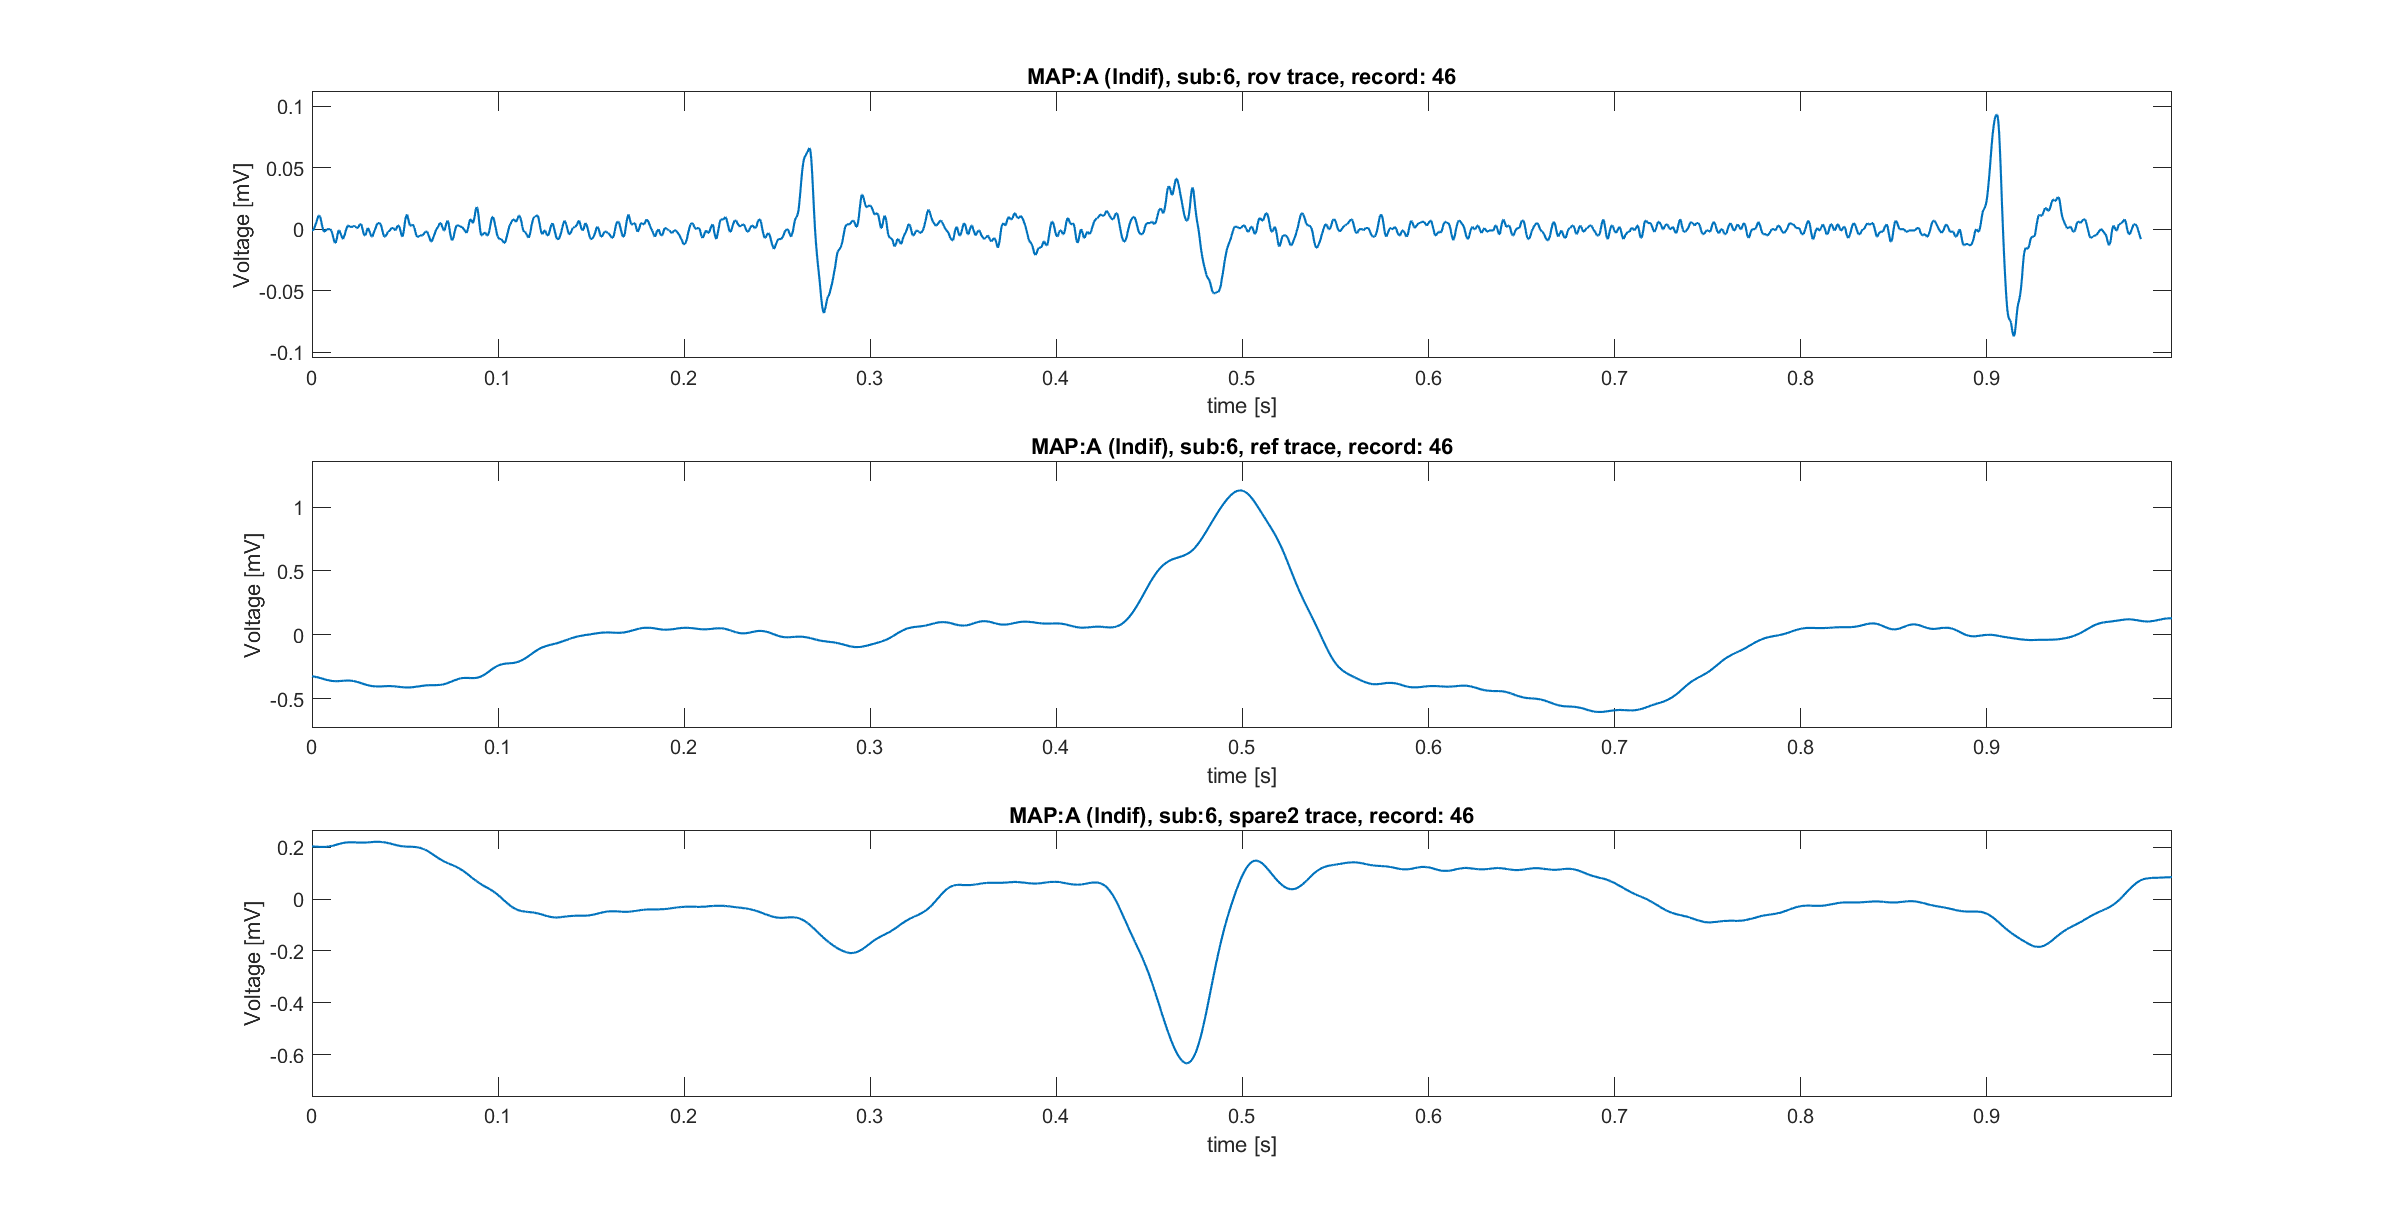 MAP:A (Indif), sub:6, rov trace, record: 46
0.1
0.05
0
-0.05
-0.1
Voltage [mV]
0 0.1 0.2 0.3 0.4 0.5 0.6 0.7 0.8 0.9
time [s]
MAP:A (Indif), sub:6, ref trace, record: 46
1
0.5
0
-0.5
Voltage [mV]
0 0.1 0.2 0.3 0.4 0.5 0.6 0.7 0.8 0.9
time [s]
MAP:A (Indif), sub:6, spare2 trace, record: 46
0.2
0
-0.2
-0.4
-0.6
Voltage [mV]
0 0.1 0.2 0.3 0.4 0.5 0.6 0.7 0.8 0.9
time [s]